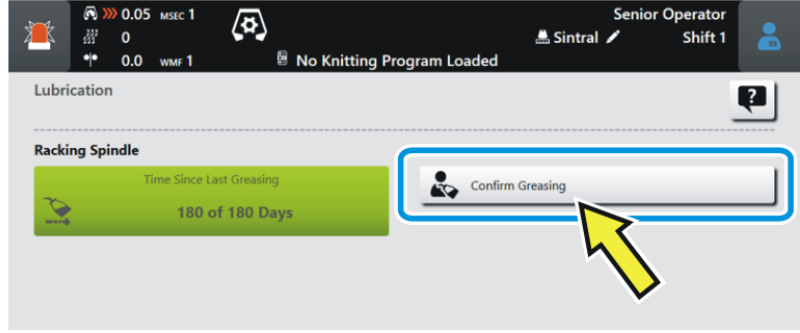 0.05 MSEC 1
0
0.0 WMF 1
No Knitting Program Loaded
Senior Operator
Sintral
Shift 1
Lubrication
?
Racking Spindle
Time Since Last Greasing
180 of 180 Days
Confirm Greasing